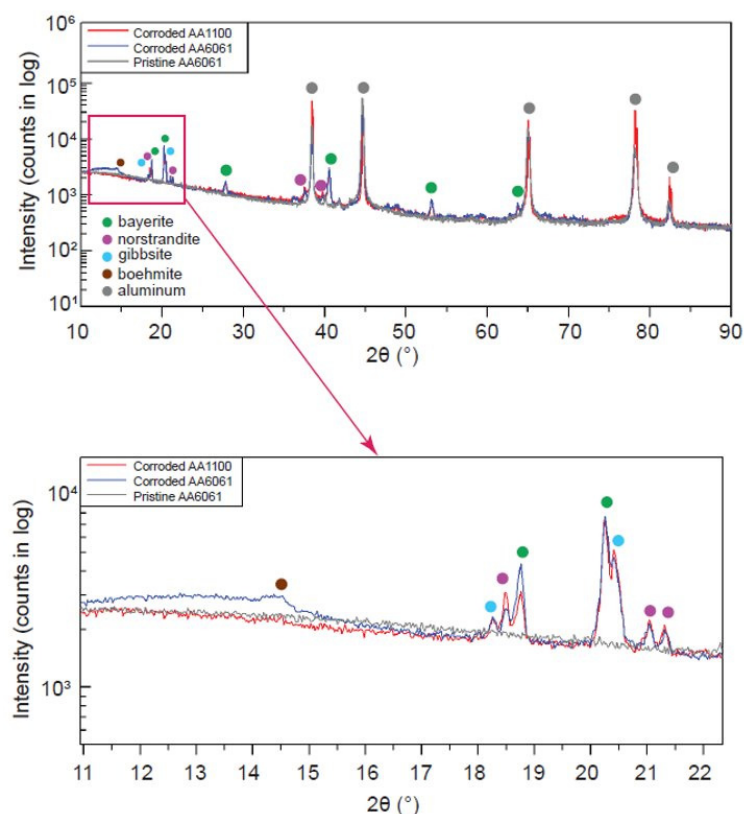 10⁶
Corroded AA1100
Corroded AA6061
Pristine AA6061
10⁵
10⁴
10³
10²
10¹
Intensity (counts in log)
bayerite
norstrandite
gibbsite
boehmite
aluminum
10 20 30 40 50 60 70 80 90
2θ (°)
Corroded AA1100
Corroded AA6061
Pristine AA6061
10⁴
10³
Intensity (counts in log)
11 12 13 14 15 16 17 18 19 20 21 22
2θ (°)